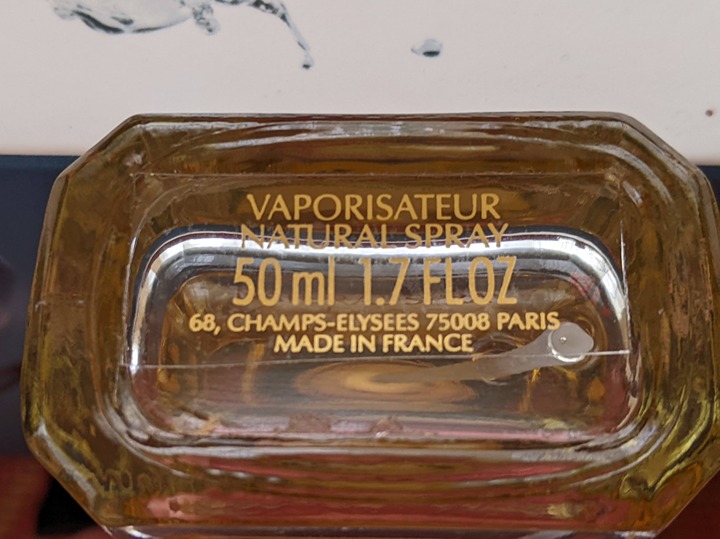 VAPORISATEUR
NATURAL SPRAY
50 ml 1.7 FL OZ
68, CHAMPS-ELYSEES 75008 PARIS
MADE IN FRANCE